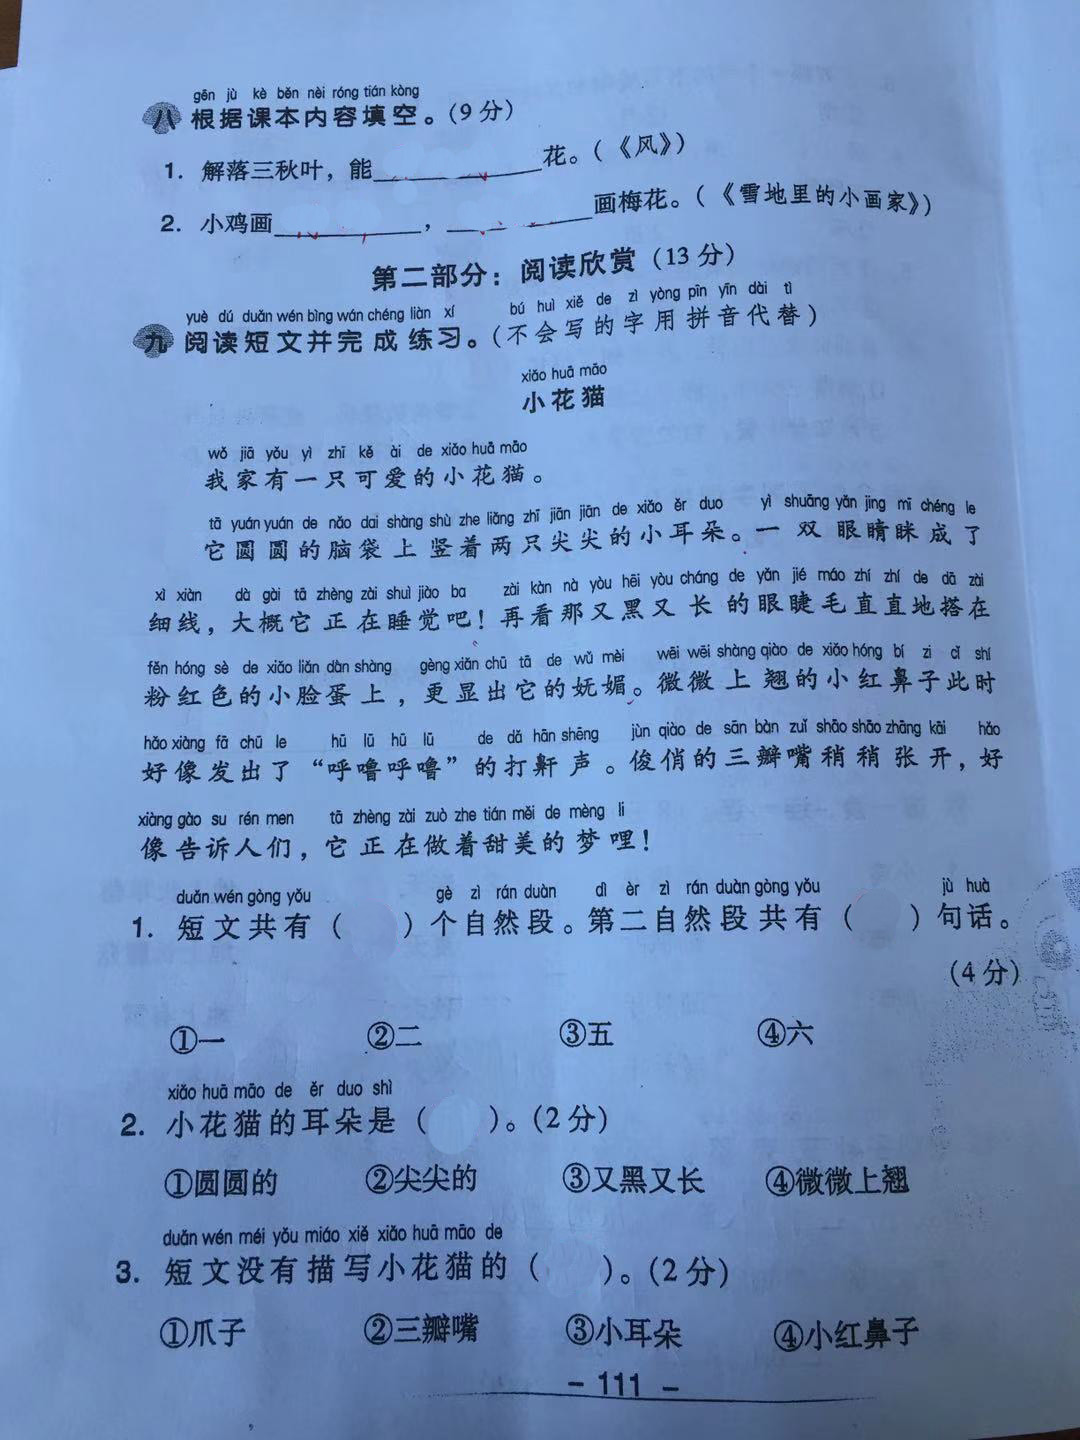 gēn jù kè běn nèi róng tián kòng
八 根据课本内容填空。(9分)
1. 解落三秋叶，能________花。(《风》)
2. 小鸡画________，________画梅花。(《雪地里的小画家》)
第二部分：阅读欣赏(13分)
yuè dú duǎn wén bìng wán chéng liàn xí bú huì xiě de zì yòng pīn yīn dài tì
九 阅读短文并完成练习。(不会写的字用拼音代替)
xiǎo huā māo
小花猫
wǒ jiā yǒu yì zhī kě ài de xiǎo huā māo
我家有一只可爱的小花猫。
tā yuán yuán de nǎo dai shàng shù zhe liǎng zhī jiān jiān de xiǎo ěr duo yì shuāng yǎn jing mī chéng le
它圆圆的脑袋上竖着两只尖尖的小耳朵。一双眼睛眯成了
xì xiàn dà gài tā zhèng zài shuì jiào ba zài kàn nà yòu hēi yòu cháng de yǎn jié máo zhí zhí de dā zài
细线，大概它正在睡觉吧！再看那又黑又长的眼睫毛直直地搭在
fěn hóng sè de xiǎo liǎn dàn shàng gèng xiǎn chū tā de wǔ mèi wēi wēi shàng qiào de xiǎo hóng bí zi cǐ shí
粉红色的小脸蛋上，更显出它的妩媚。微微上翘的小红鼻子此时
hǎo xiàng fā chū le hū lū hū lū de dǎ hān shēng jùn qiào de sān bàn zuǐ shāo shāo zhāng kāi hǎo
好像发出了“呼噜呼噜”的打鼾声。俊俏的三瓣嘴稍稍张开，好
xiàng gào su rén men tā zhèng zài zuò zhe tián měi de mèng li
像告诉人们，它正在做着甜美的梦哩！
duǎn wén gòng yǒu gè zì rán duàn dì èr zì rán duàn gòng yǒu jù huà
1. 短文共有( )个自然段。第二自然段共有( )句话。
(4分)
①一 ②二 ③五 ④六
xiǎo huā māo de ěr duo shì
2. 小花猫的耳朵是( )。(2分)
①圆圆的 ②尖尖的 ③又黑又长 ④微微上翘
duǎn wén méi yǒu miáo xiě xiǎo huā māo de
3. 短文没有描写小花猫的( )。(2分)
①爪子 ②三瓣嘴 ③小耳朵 ④小红鼻子
- 111 -